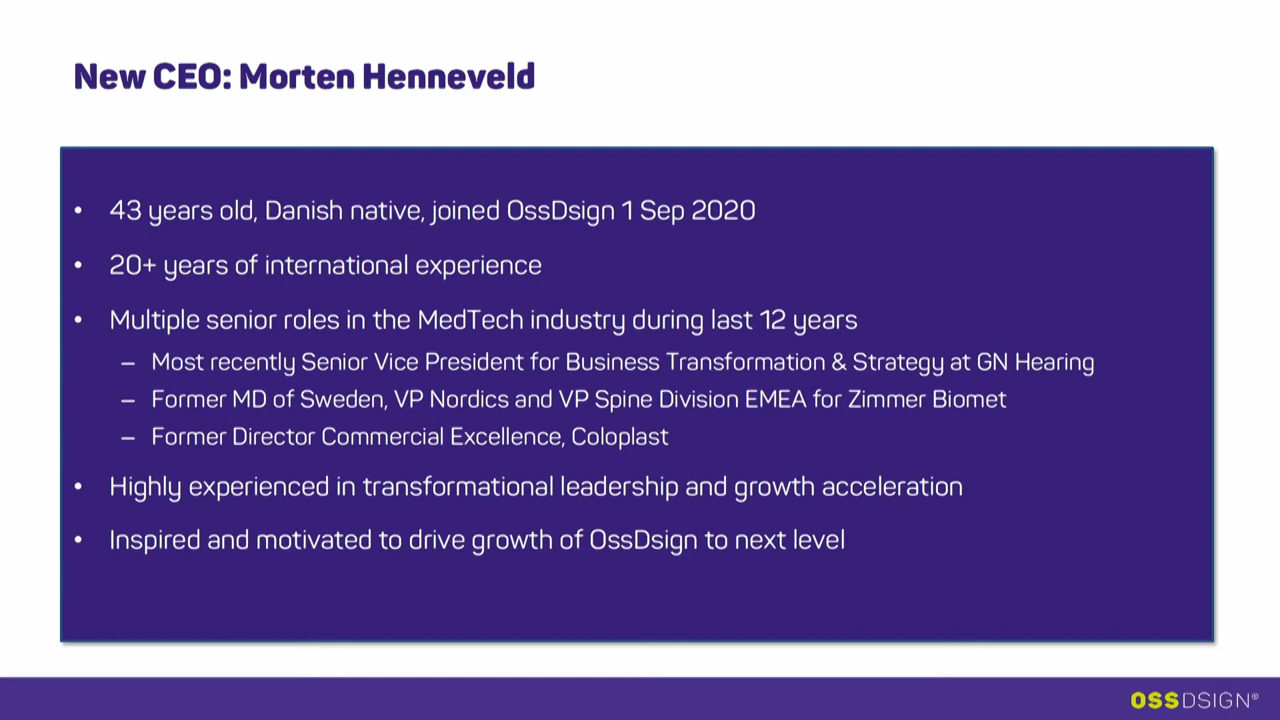 New CEO: Morten Henneveld
• 43 years old, Danish native, joined OssDsign 1 Sep 2020
• 20+ years of international experience
• Multiple senior roles in the MedTech industry during last 12 years
– Most recently Senior Vice President for Business Transformation & Strategy at GN Hearing
– Former MD of Sweden, VP Nordics and VP Spine Division EMEA for Zimmer Biomet
– Former Director Commercial Excellence, Coloplast
• Highly experienced in transformational leadership and growth acceleration
• Inspired and motivated to drive growth of OssDsign to next level
OSSDSIGN®